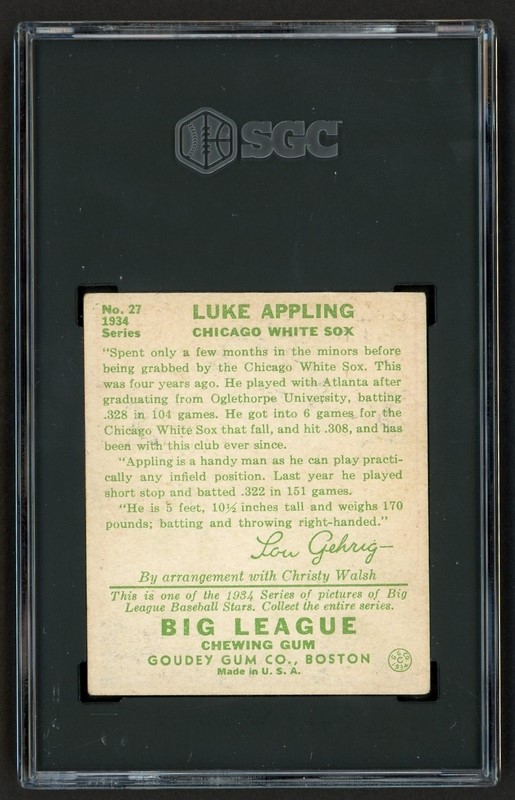 SGC
No. 27
1934
Series
LUKE APPLING
CHICAGO WHITE SOX
"Spent only a few months in the minors before
being grabbed by the Chicago White Sox. This
was four years ago. He played with Atlanta after
graduating from Oglethorpe University, batting
.328 in 104 games. He got into 6 games for the
Chicago White Sox that fall, and hit .308, and has
been with this club ever since.
"Appling is a handy man as he can play practi-
cally any infield position. Last year he played
short stop and batted .322 in 151 games.
"He is 5 feet, 10½ inches tall and weighs 170
pounds; batting and throwing right-handed."
Lou Gehrig
By arrangement with Christy Walsh
This is one of the 1934 Series of pictures of Big
League Baseball Stars. Collect the entire series.
BIG LEAGUE
CHEWING GUM
GOUDEY GUM CO., BOSTON
Made in U. S. A.